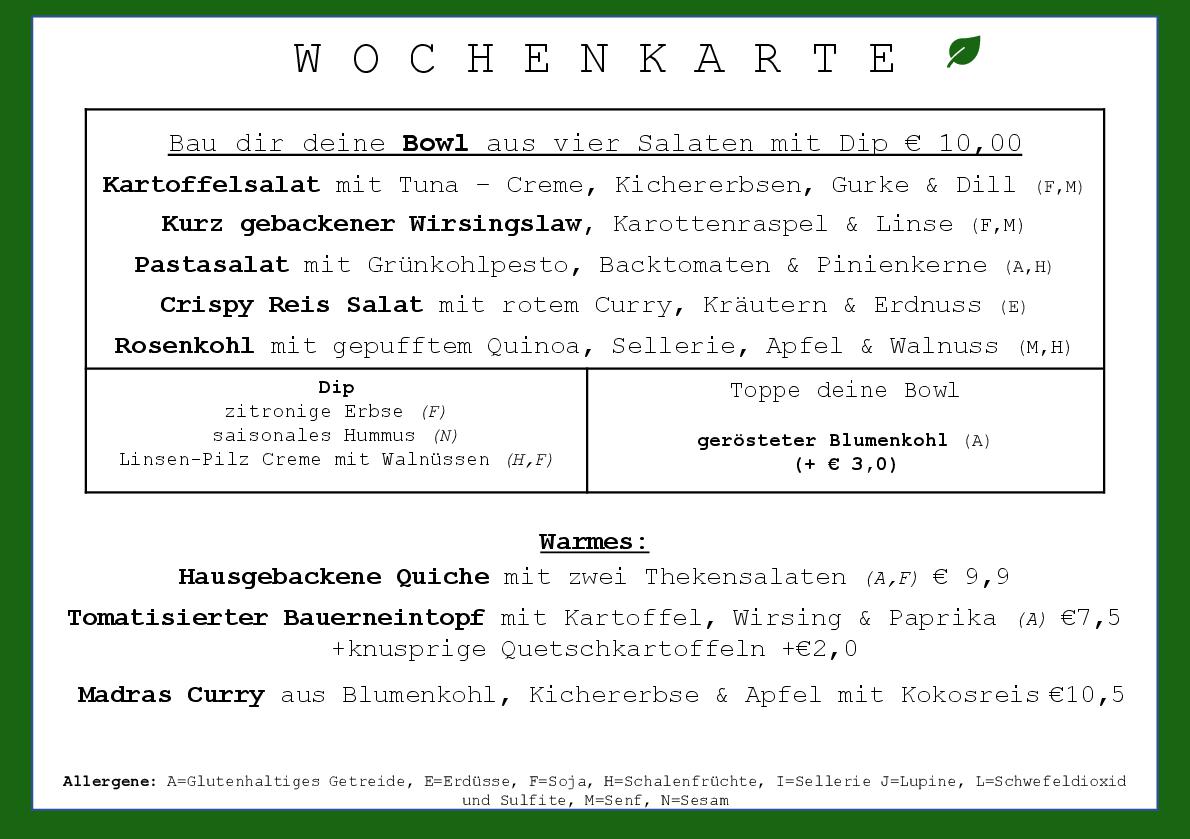 WOCHENKARTE
Bau dir deine Bowl aus vier Salaten mit Dip € 10,00
Kartoffelsalat mit Tuna – Creme, Kichererbsen, Gurke & Dill (F,M)
Kurz gebackener Wirsingslaw, Karottenraspel & Linse (F,M)
Pastasalat mit Grünkohlpesto, Backtomaten & Pinienkerne (A,H)
Crispy Reis Salat mit rotem Curry, Kräutern & Erdnuss (E)
Rosenkohl mit gepufftem Quinoa, Sellerie, Apfel & Walnuss (M,H)
Dip
zitronige Erbse (F)
saisonales Hummus (N)
Linsen-Pilz Creme mit Walnüssen (H,F)
Toppe deine Bowl
gerösteter Blumenkohl (A)
(+ € 3,0)
Warmes:
Hausgebackene Quiche mit zwei Thekensalaten (A,F) € 9,9
Tomatisierter Bauerneintopf mit Kartoffel, Wirsing & Paprika (A) €7,5
+knusprige Quetschkartoffeln +€2,0
Madras Curry aus Blumenkohl, Kichererbse & Apfel mit Kokosreis €10,5
Allergene: A=Glutenhaltiges Getreide, E=Erdüsse, F=Soja, H=Schalenfrüchte, I=Sellerie J=Lupine, L=Schwefeldioxid
und Sulfite, M=Senf, N=Sesam